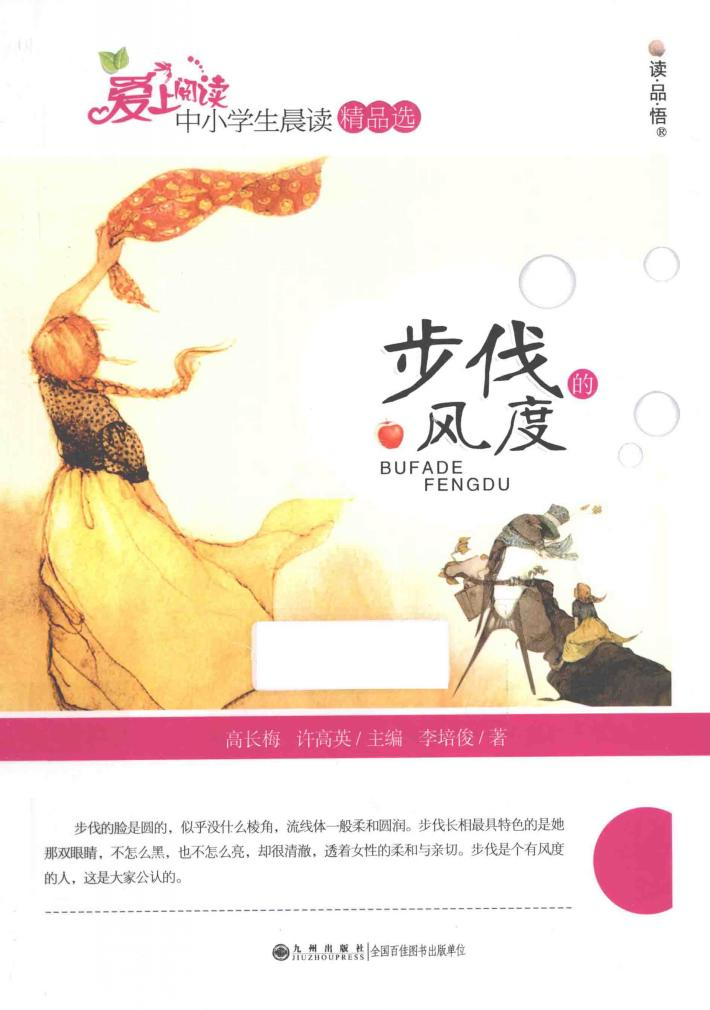 爱上阅读
中小学生晨读精品选
读·品·悟®
步伐的
风度
BUFADE
FENGDU
高长梅 许高英/主编 李培俊/著
步伐的脸是圆的，似乎没什么棱角，流线体一般柔和圆润。步伐长相最具特色的是她
那双眼睛，不怎么黑，也不怎么亮，却很清澈，透着女性的柔和与亲切。步伐是个有风度
的人，这是大家公认的。
九州出版社
JIUZHOUPRESS
全国百佳图书出版单位